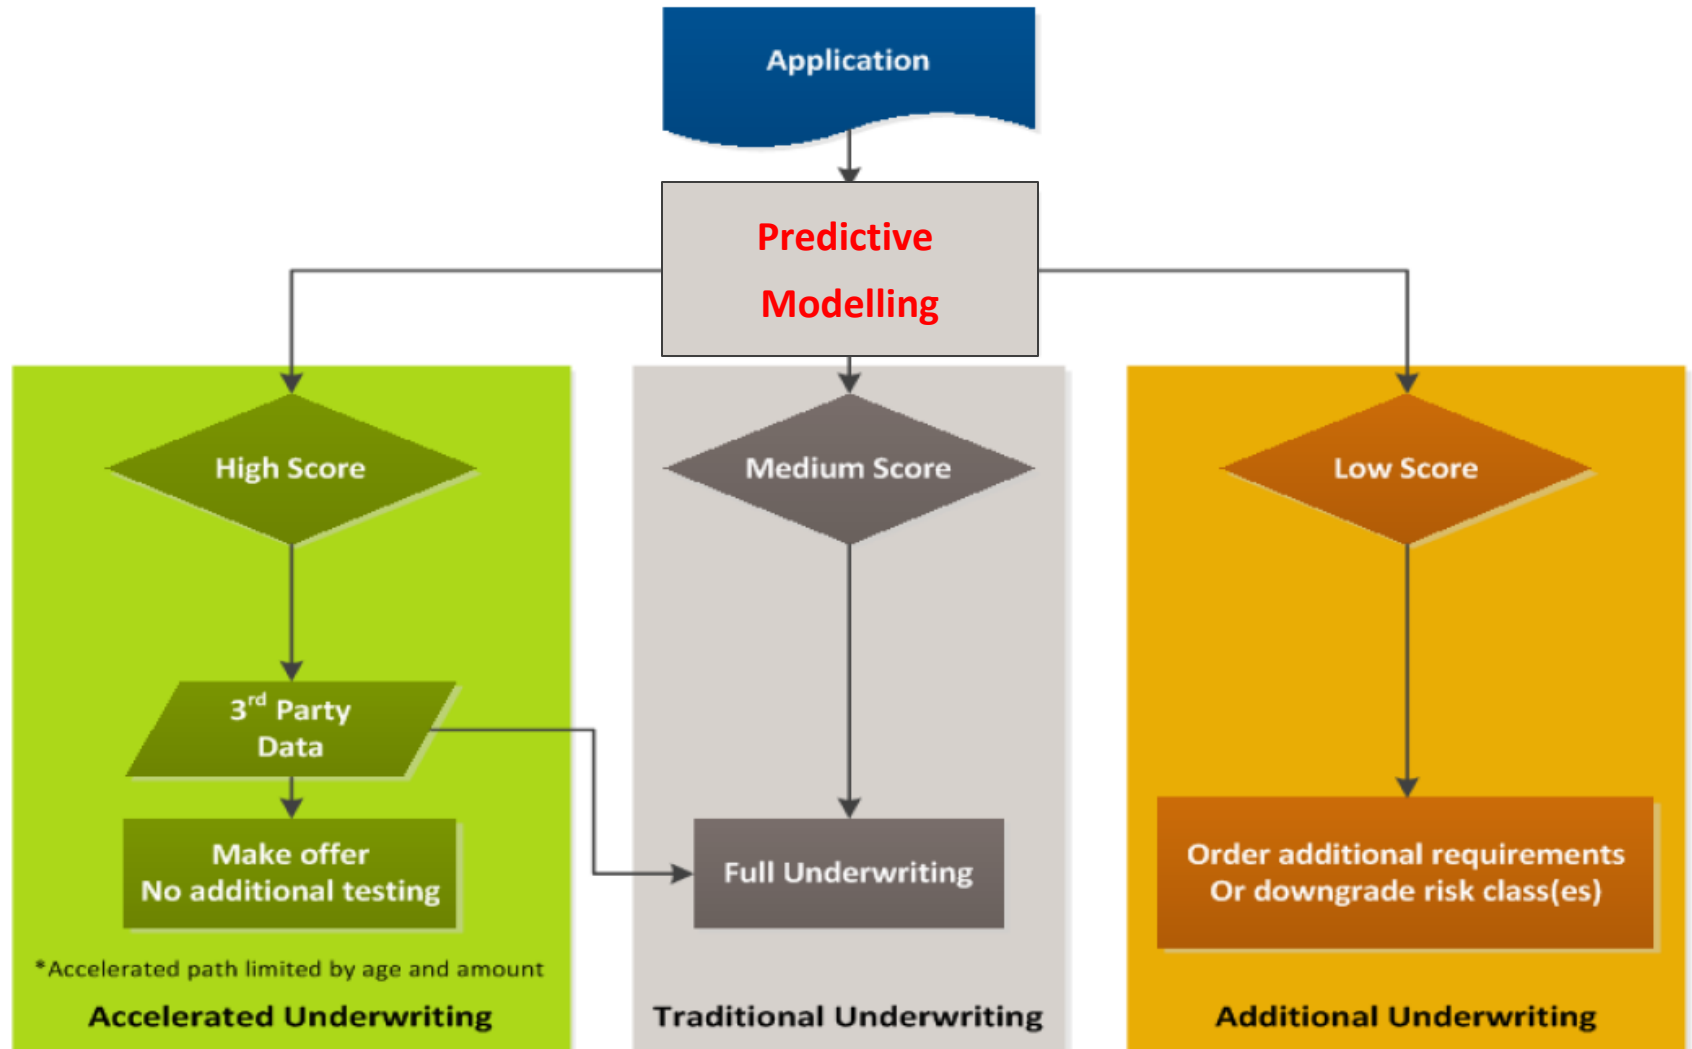 Application
Predictive
Modelling
High Score
Medium Score
Low Score
3rd Party
Data
Make offer
No additional testing
Full Underwriting
Order additional requirements
Or downgrade risk class(es)
*Accelerated path limited by age and amount
Accelerated Underwriting
Traditional Underwriting
Additional Underwriting